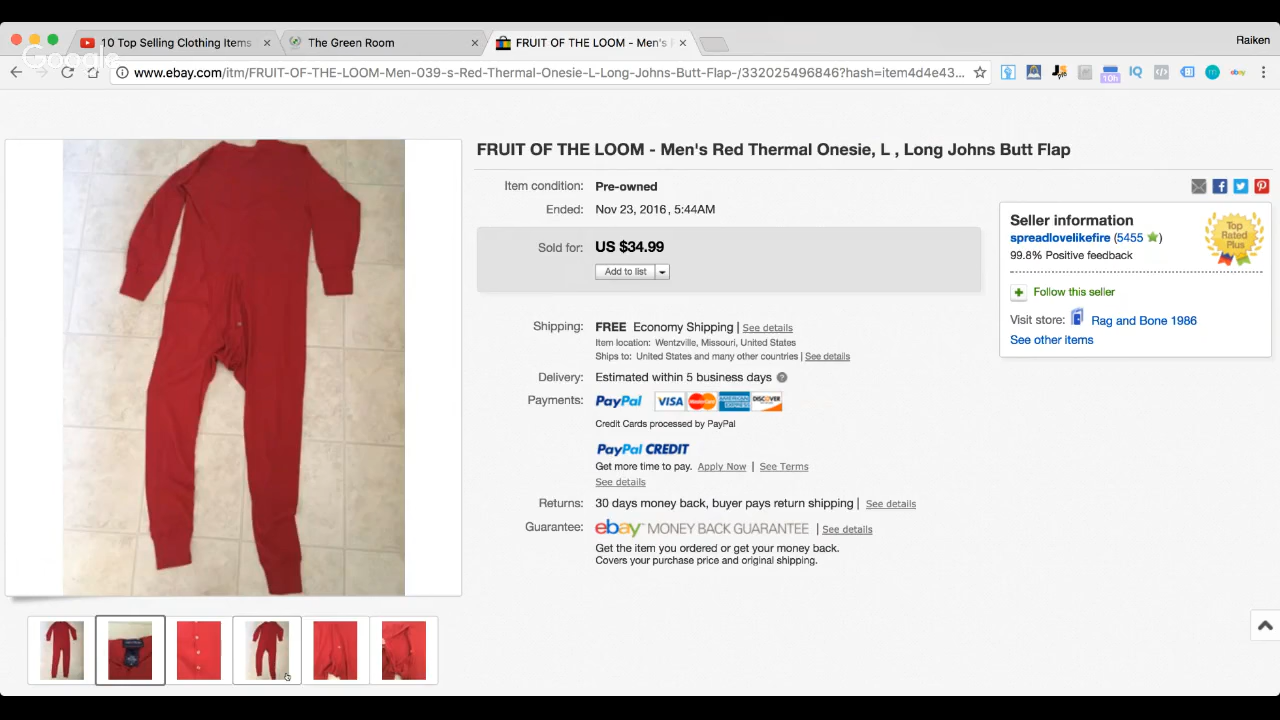 10 Top Selling Clothing Items
The Green Room
FRUIT OF THE LOOM - Men's
Raiken
Google
www.ebay.com/itm/FRUIT-OF-THE-LOOM-Men-039-s-Red-Thermal-Onesie-L-Long-Johns-Butt-Flap-/332025496846?hash=item4d4e43...
10h
IQ
ebay
FRUIT OF THE LOOM - Men's Red Thermal Onesie, L , Long Johns Butt Flap
Item condition: Pre-owned
Ended: Nov 23, 2016 , 5:44AM
Sold for: US $34.99
Add to list
Shipping: FREE Economy Shipping | See details
Item location: Wentzville, Missouri, United States
Ships to: United States and many other countries | See details
Delivery: Estimated within 5 business days ?
Payments: PayPal VISA MasterCard AMERICAN EXPRESS DISCOVER
Credit Cards processed by PayPal
PayPal CREDIT
Get more time to pay. Apply Now | See Terms
See details
Returns: 30 days money back, buyer pays return shipping | See details
Guarantee: ebay MONEY BACK GUARANTEE | See details
Get the item you ordered or get your money back.
Covers your purchase price and original shipping.
Seller information
spreadlovelikefire (5455 )
99.8% Positive feedback
Top
Rated
Plus
Follow this seller
Visit store: Rag and Bone 1986
See other items